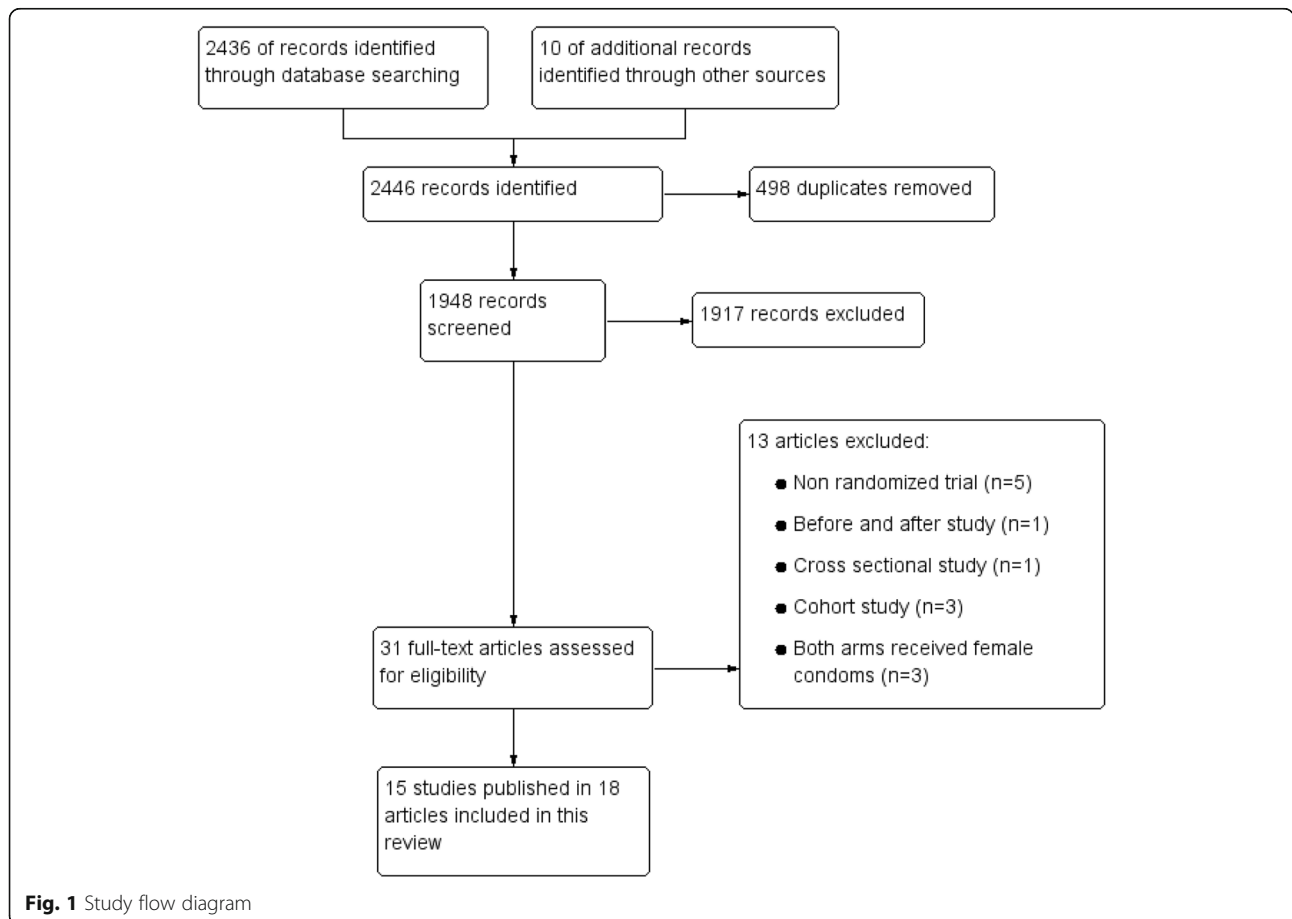 2436 of records identified
through database searching
10 of additional records
identified through other sources
2446 records identified
498 duplicates removed
1948 records
screened
1917 records excluded
13 articles excluded:
● Non randomized trial (n=5)
● Before and after study (n=1)
● Cross sectional study (n=1)
● Cohort study (n=3)
● Both arms received female
condoms (n=3)
31 full-text articles assessed
for eligibility
15 studies published in 18
articles included in this
review
Fig. 1 Study flow diagram